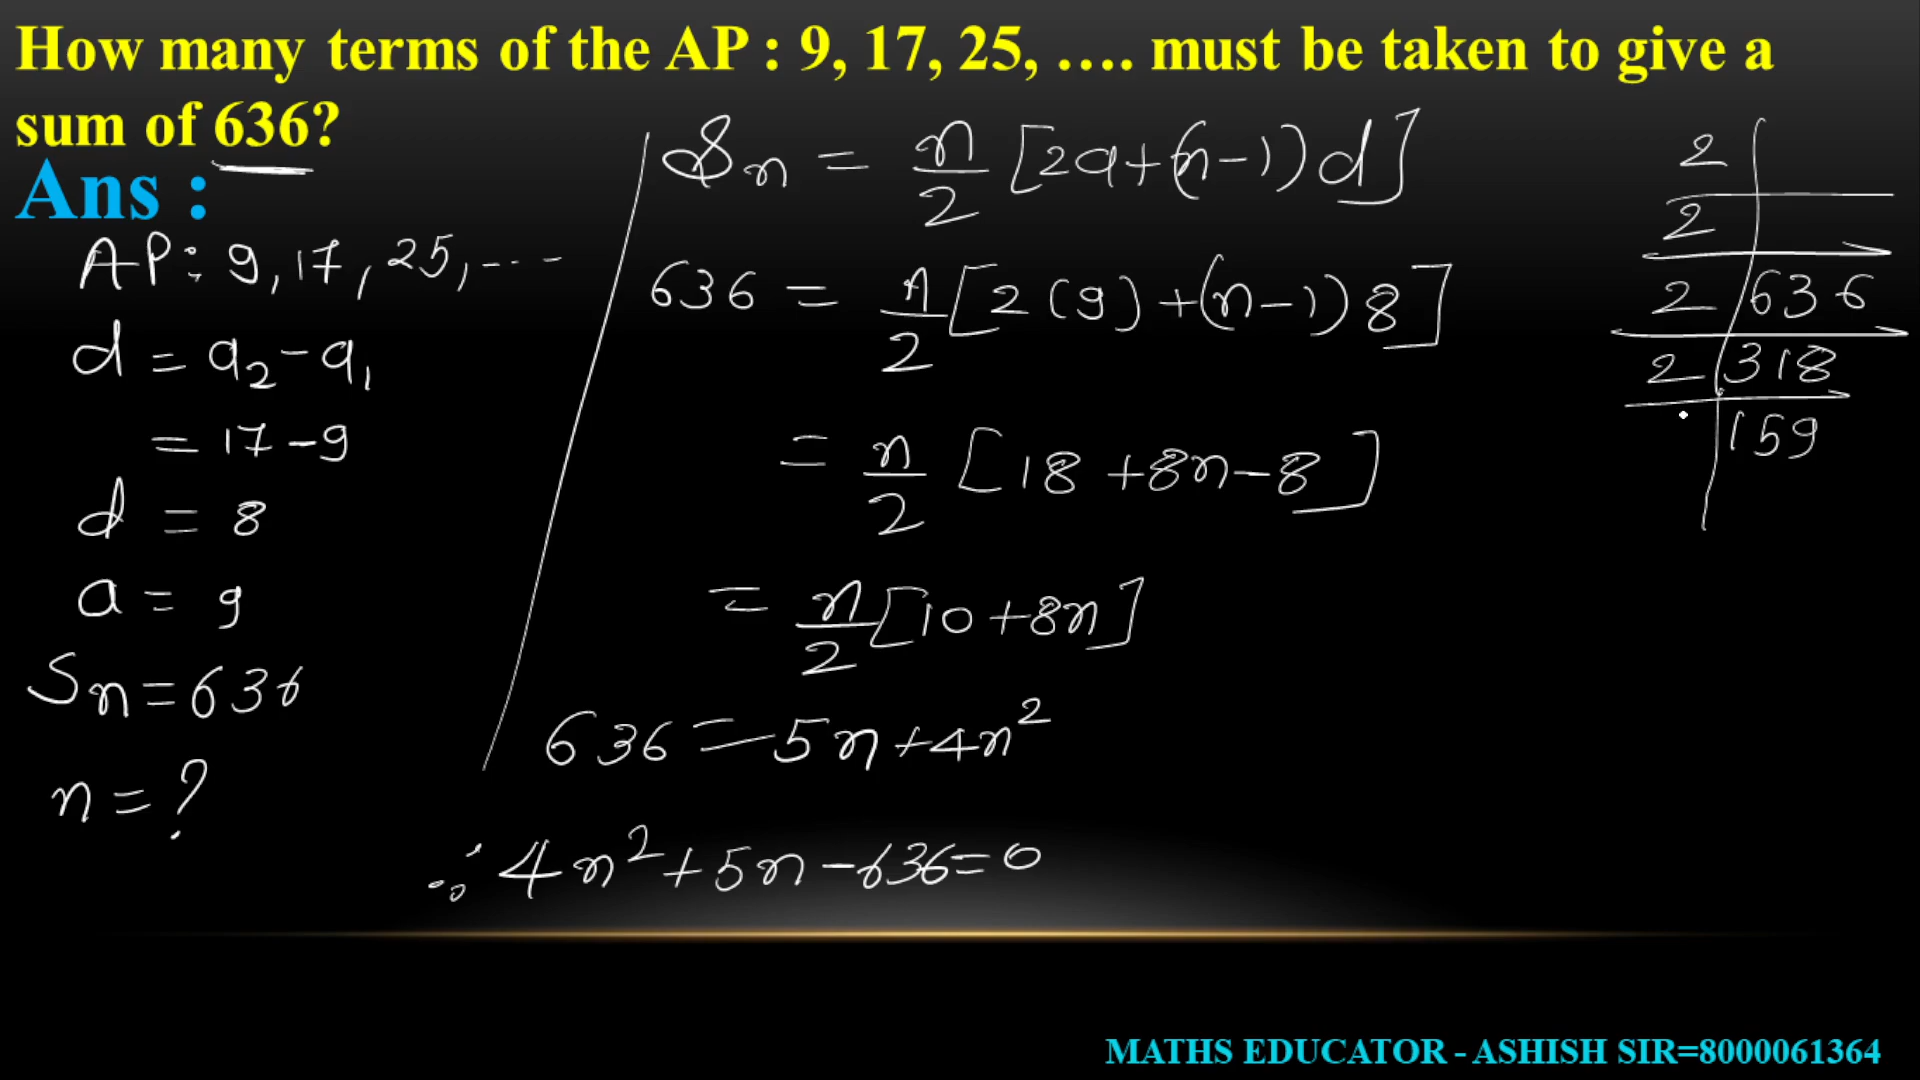 How many terms of the AP : 9, 17, 25, …. must be taken to give a
sum of 636?
Ans :
AP: 9, 17, 25, ---
d = a₂ - a₁
= 17 - 9
d = 8
a = 9
Sn = 636
n = ?
Sn = n/2 [2a + (n-1)d]
636 = n/2 [2(9) + (n-1)8]
= n/2 [18 + 8n - 8]
= n/2 [10 + 8n]
636 = 5n + 4n²
∴ 4n² + 5n - 636 = 0
2
2
2 636
2 318
159
MATHS EDUCATOR - ASHISH SIR=8000061364